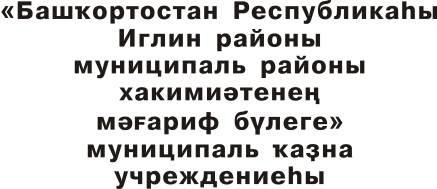 «Башҡортостан Республикаһы
Иглин районы
муниципаль районы
хакимиәтенең
мәғариф бүлеге»
муниципаль ҡаҙна
учреждениеһы